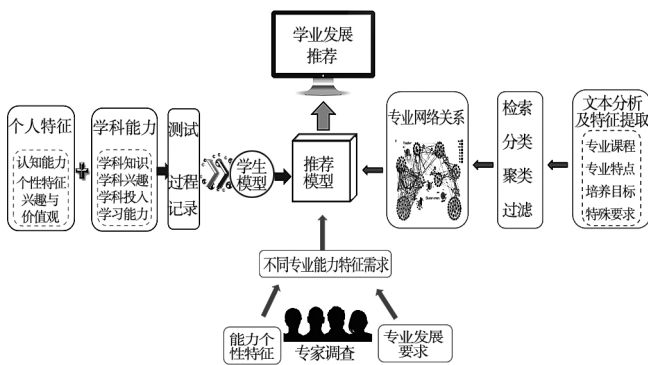 学业发展
推荐
个人特征
认知能力
个性特征
兴趣与
价值观
学科能力
学科知识
学科兴趣
学科投入
学习能力
测试
过程
记录
学生
模型
推荐
模型
专业网络关系
检索
分类
聚类
过滤
文本分析
及特征提取
专业课程
专业特点
培养目标
特殊要求
不同专业能力特征需求
能力个
性特征
专家调查
专业发展
要求